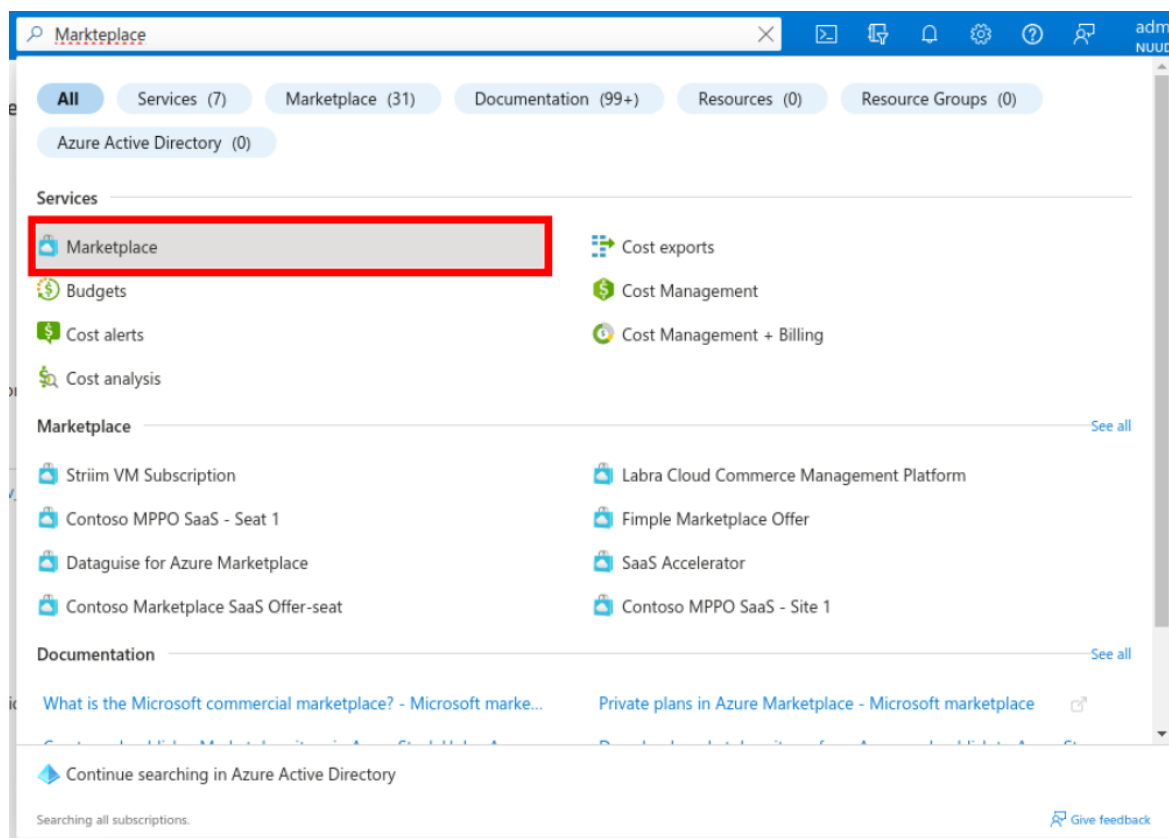 Markteplace
adm
NUUD
All Services (7) Marketplace (31) Documentation (99+) Resources (0) Resource Groups (0)
Azure Active Directory (0)
Services
Marketplace
Cost exports
Budgets
Cost Management
Cost alerts
Cost Management + Billing
Cost analysis
Marketplace
See all
Striim VM Subscription
Labra Cloud Commerce Management Platform
Contoso MPPO SaaS - Seat 1
Fimple Marketplace Offer
Dataguise for Azure Marketplace
SaaS Accelerator
Contoso Marketplace SaaS Offer-seat
Contoso MPPO SaaS - Site 1
Documentation
See all
What is the Microsoft commercial marketplace? - Microsoft marke...
Private plans in Azure Marketplace - Microsoft marketplace
Continue searching in Azure Active Directory
Searching all subscriptions.
Give feedback